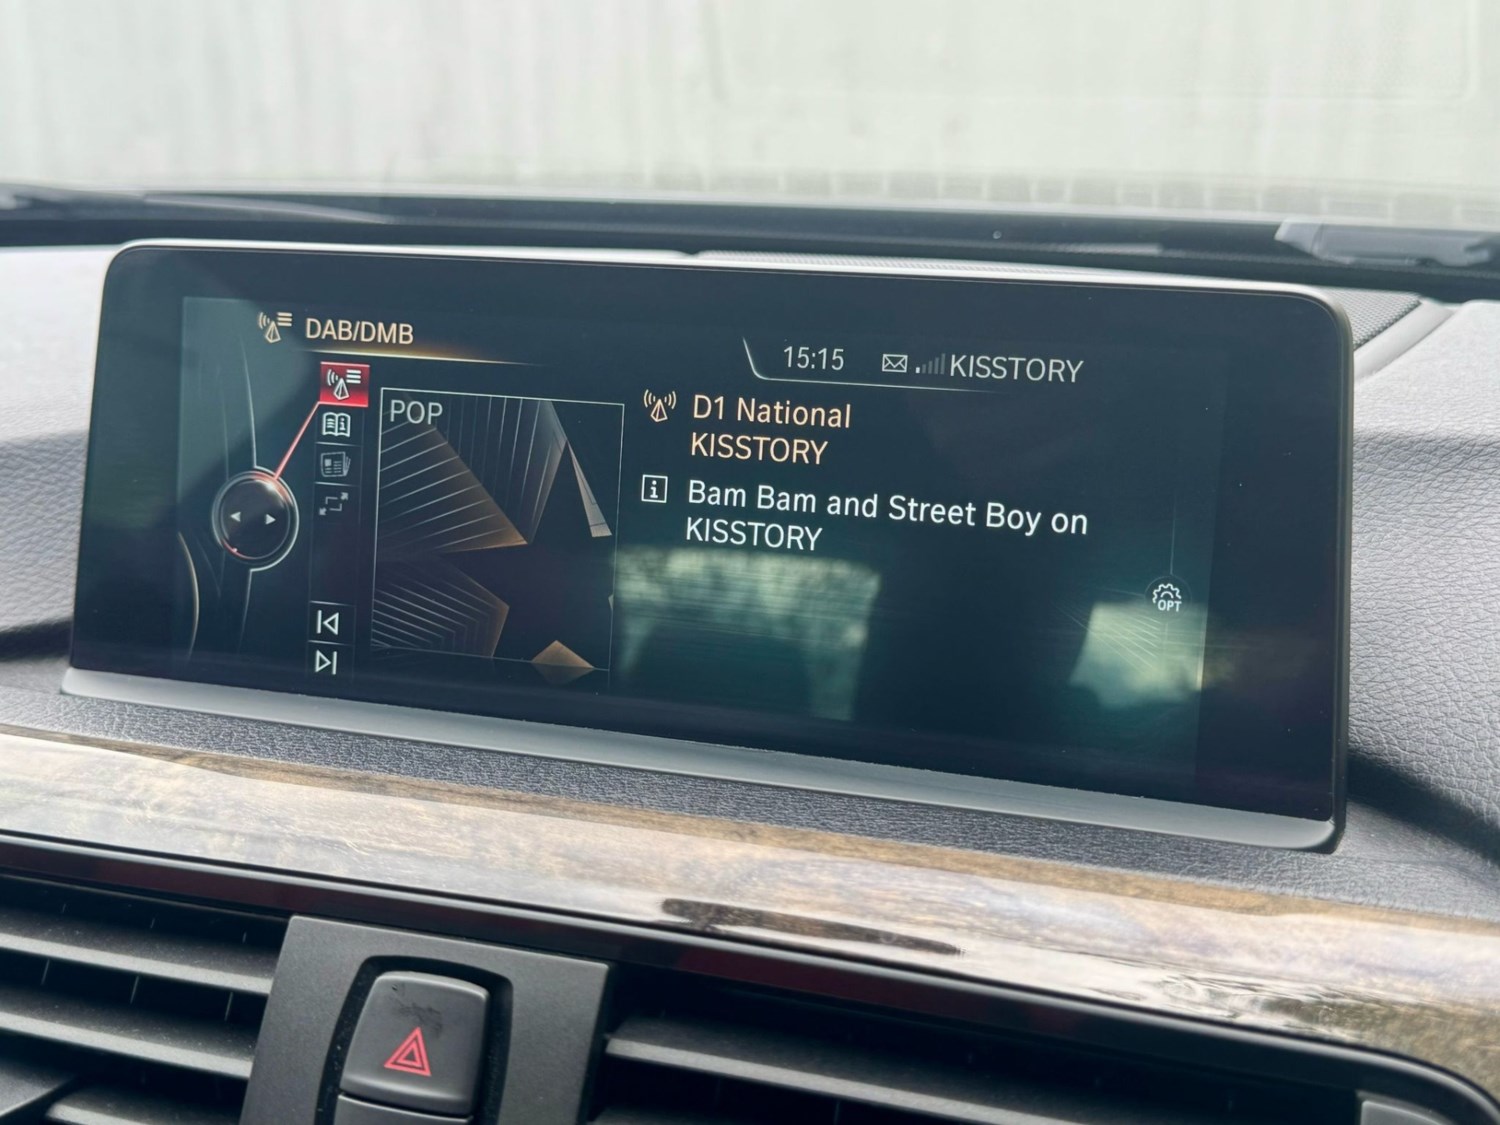 DAB/DMB
15:15
KISSTORY
POP
D1 National
KISSTORY
Bam Bam and Street Boy on
KISSTORY
OPT